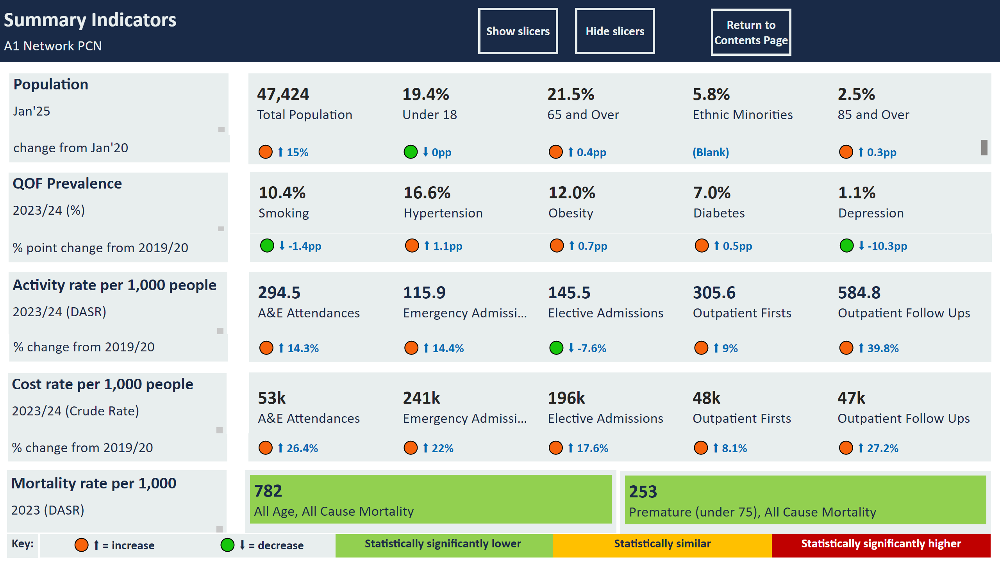 Summary Indicators
A1 Network PCN
Show slicers
Hide slicers
Return to
Contents Page
Population
Jan'25
change from Jan'20
47,424
Total Population
↑ 15%
19.4%
Under 18
↓ 0pp
21.5%
65 and Over
↑ 0.4pp
5.8%
Ethnic Minorities
(Blank)
2.5%
85 and Over
↑ 0.3pp
QOF Prevalence
2023/24 (%)
% point change from 2019/20
10.4%
Smoking
↓ -1.4pp
16.6%
Hypertension
↑ 1.1pp
12.0%
Obesity
↑ 0.7pp
7.0%
Diabetes
↑ 0.5pp
1.1%
Depression
↓ -10.3pp
Activity rate per 1,000 people
2023/24 (DASR)
% change from 2019/20
294.5
A&E Attendances
↑ 14.3%
115.9
Emergency Admissi...
↑ 14.4%
145.5
Elective Admissions
↓ -7.6%
305.6
Outpatient Firsts
↑ 9%
584.8
Outpatient Follow Ups
↑ 39.8%
Cost rate per 1,000 people
2023/24 (Crude Rate)
% change from 2019/20
53k
A&E Attendances
↑ 26.4%
241k
Emergency Admissi...
↑ 22%
196k
Elective Admissions
↑ 17.6%
48k
Outpatient Firsts
↑ 8.1%
47k
Outpatient Follow Ups
↑ 27.2%
Mortality rate per 1,000
2023 (DASR)
782
All Age, All Cause Mortality
253
Premature (under 75), All Cause Mortality
Key:
↑ = increase
↓ = decrease
Statistically significantly lower
Statistically similar
Statistically significantly higher